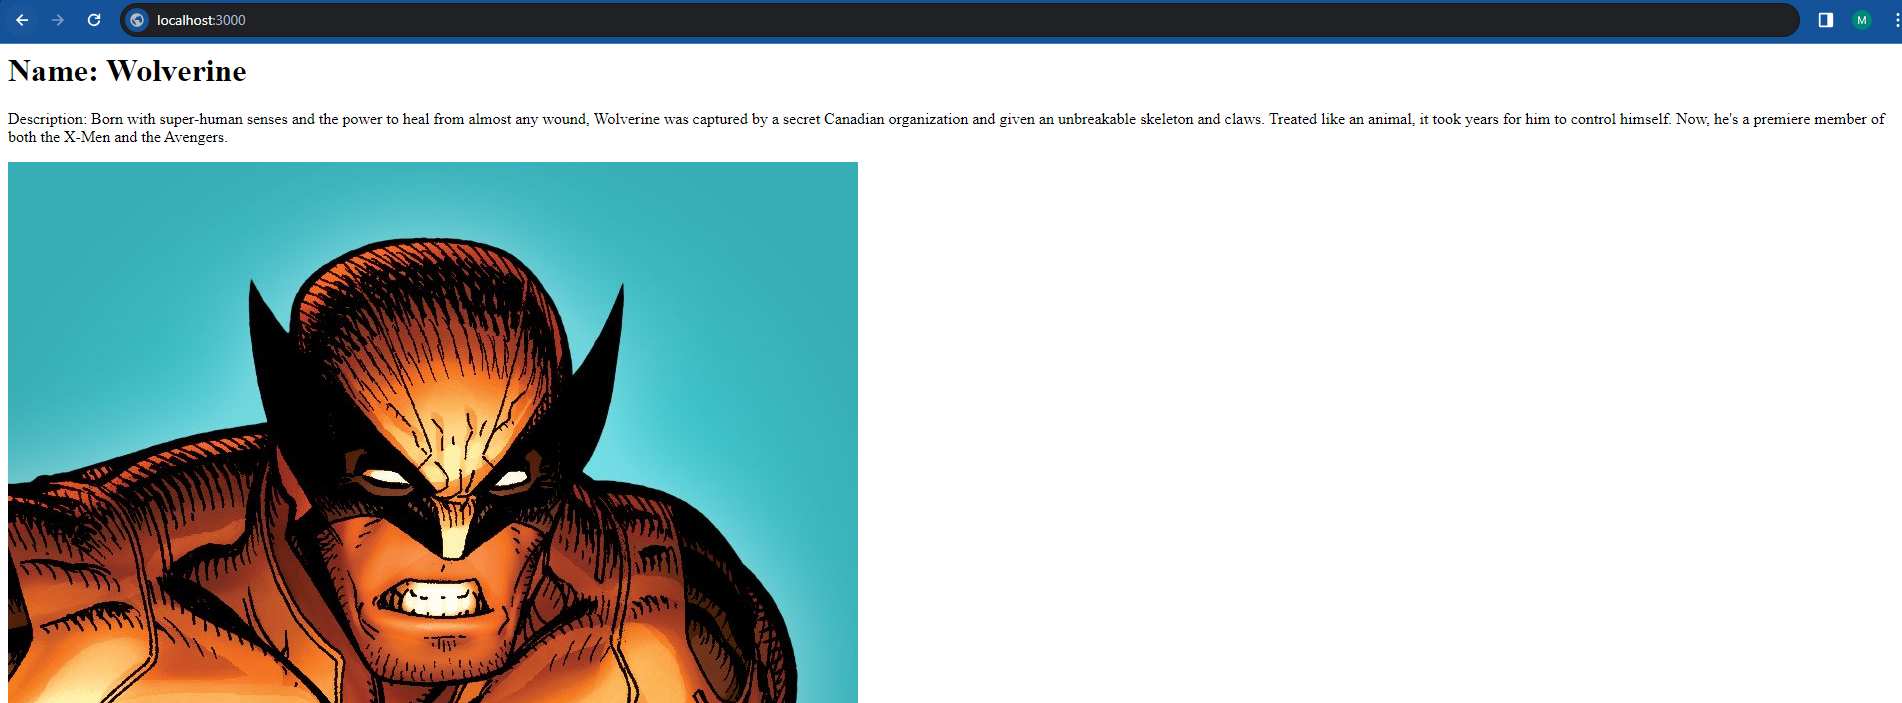 localhost:3000
M
Name: Wolverine
Description: Born with super-human senses and the power to heal from almost any wound, Wolverine was captured by a secret Canadian organization and given an unbreakable skeleton and claws. Treated like an animal, it took years for him to control himself. Now, he's a premiere member of
both the X-Men and the Avengers.